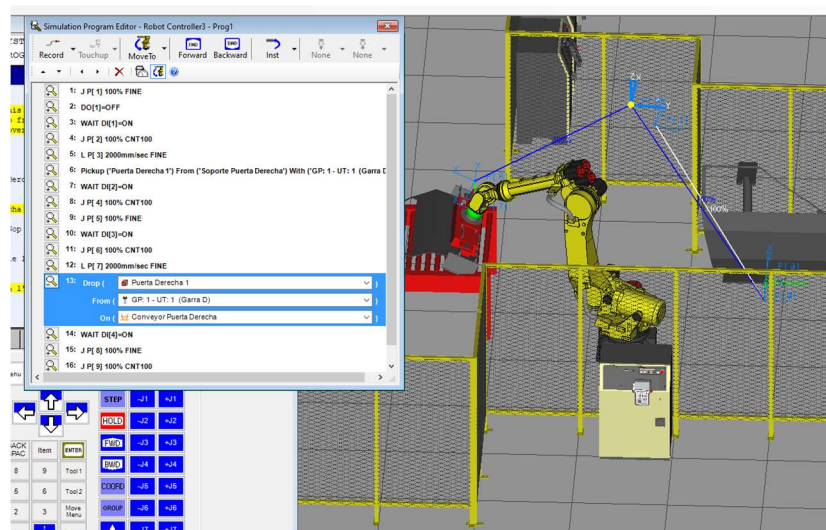 Simulation Program Editor - Robot Controller3 - Prog1
Record Touchup MoveTo Forward Backward Inst None None
1: J P[ 1] 100% FINE
2: DO[1]=OFF
3: WAIT DI[1]=ON
4: J P[ 2] 100% CNT100
5: L P[ 3] 2000mm/sec FINE
6: Pickup ('Puerta Derecha 1') From ('Soporte Puerta Derecha') With ('GP: 1 - UT: 1 (Garra D
7: WAIT DI[2]=ON
8: J P[ 4] 100% CNT100
9: J P[ 5] 100% FINE
10: WAIT DI[3]=ON
11: J P[ 6] 100% CNT100
12: L P[ 7] 2000mm/sec FINE
13: Drop ( Puerta Derecha 1 )
From ( GP: 1 - UT: 1 (Garra D) )
On ( Conveyor Puerta Derecha )
14: WAIT DI[4]=ON
15: J P[ 8] 100% FINE
16: J P[ 9] 100% CNT100
STEP -J1 +J1
HOLD -J2 +J2
FWD -J3 +J3
Item ENTER BWD -J4 +J4
8 9 Tool 1 COORD -J5 +J5
5 6 Tool 2 GROUP -J6 +J6
2 3 Move Menu -J7 +J7